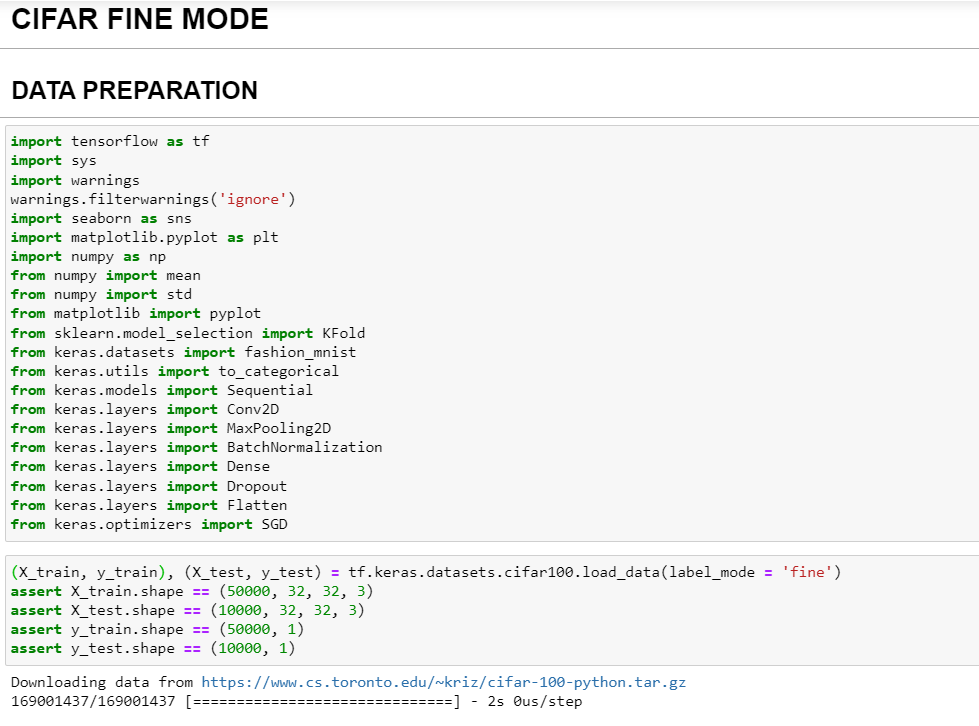 CIFAR FINE MODE
DATA PREPARATION
import tensorflow as tf
import sys
import warnings
warnings.filterwarnings('ignore')
import seaborn as sns
import matplotlib.pyplot as plt
import numpy as np
from numpy import mean
from numpy import std
from matplotlib import pyplot
from sklearn.model_selection import KFold
from keras.datasets import fashion_mnist
from keras.utils import to_categorical
from keras.models import Sequential
from keras.layers import Conv2D
from keras.layers import MaxPooling2D
from keras.layers import BatchNormalization
from keras.layers import Dense
from keras.layers import Dropout
from keras.layers import Flatten
from keras.optimizers import SGD
(X_train, y_train), (X_test, y_test) = tf.keras.datasets.cifar100.load_data(label_mode = 'fine')
assert X_train.shape == (50000, 32, 32, 3)
assert X_test.shape == (10000, 32, 32, 3)
assert y_train.shape == (50000, 1)
assert y_test.shape == (10000, 1)
Downloading data from https://www.cs.toronto.edu/~kriz/cifar-100-python.tar.gz
169001437/169001437 [==============================] - 2s 0us/step